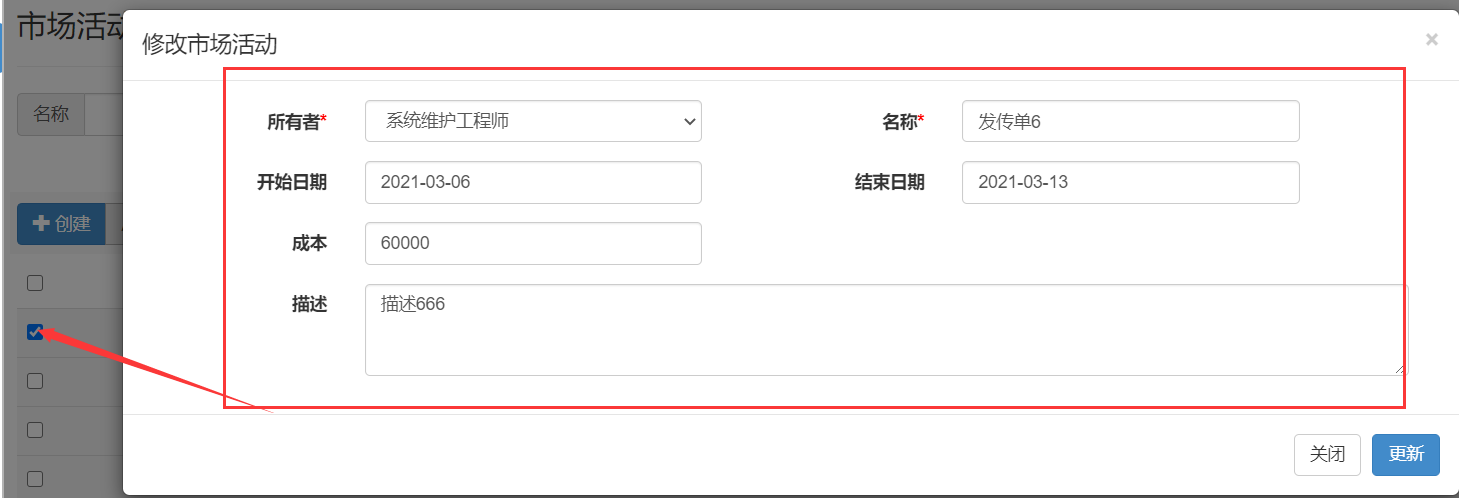 市场活动
修改市场活动
×
名称
所有者* 系统维护工程师 名称* 发传单6
开始日期 2021-03-06 结束日期 2021-03-13
创建
成本 60000
描述 描述666
关闭 更新